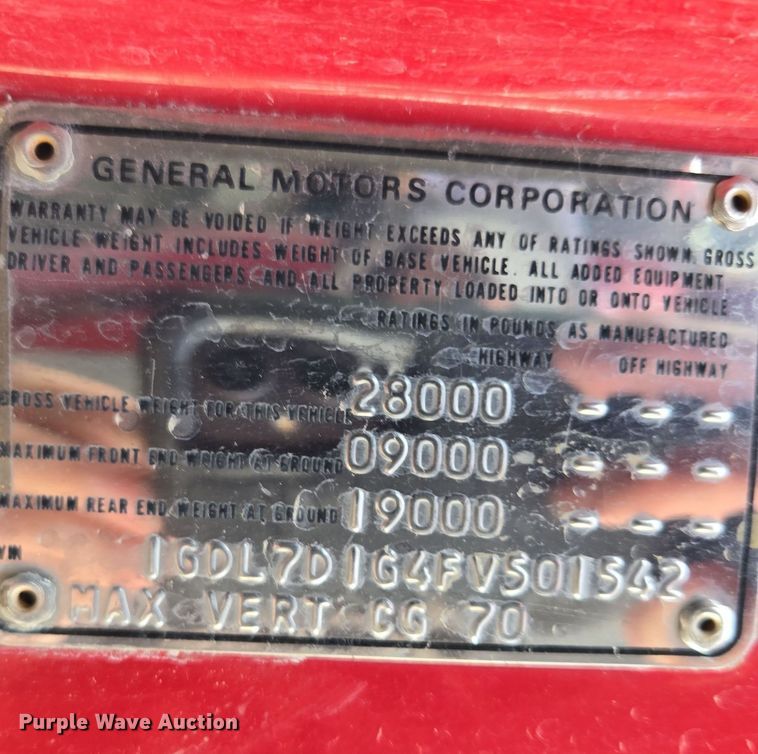 GENERAL MOTORS CORPORATION
WARRANTY MAY BE VOIDED IF WEIGHT EXCEEDS ANY OF RATINGS SHOWN. GROSS
VEHICLE WEIGHT INCLUDES WEIGHT OF BASE VEHICLE. ALL ADDED EQUIPMENT,
DRIVER AND PASSENGERS AND ALL PROPERTY LOADED INTO OR ONTO VEHICLE
RATINGS IN POUNDS AS MANUFACTURED
HIGHWAY OFF HIGHWAY
GROSS VEHICLE WEIGHT FOR THIS VEHICLE 28000 - - -
MAXIMUM FRONT END WEIGHT AT GROUND 09000 - - -
MAXIMUM REAR END WEIGHT AT GROUND 19000 - - -
VIN 1GDL7D1G4FV501542
MAX VERT CG 70
Purple Wave Auction